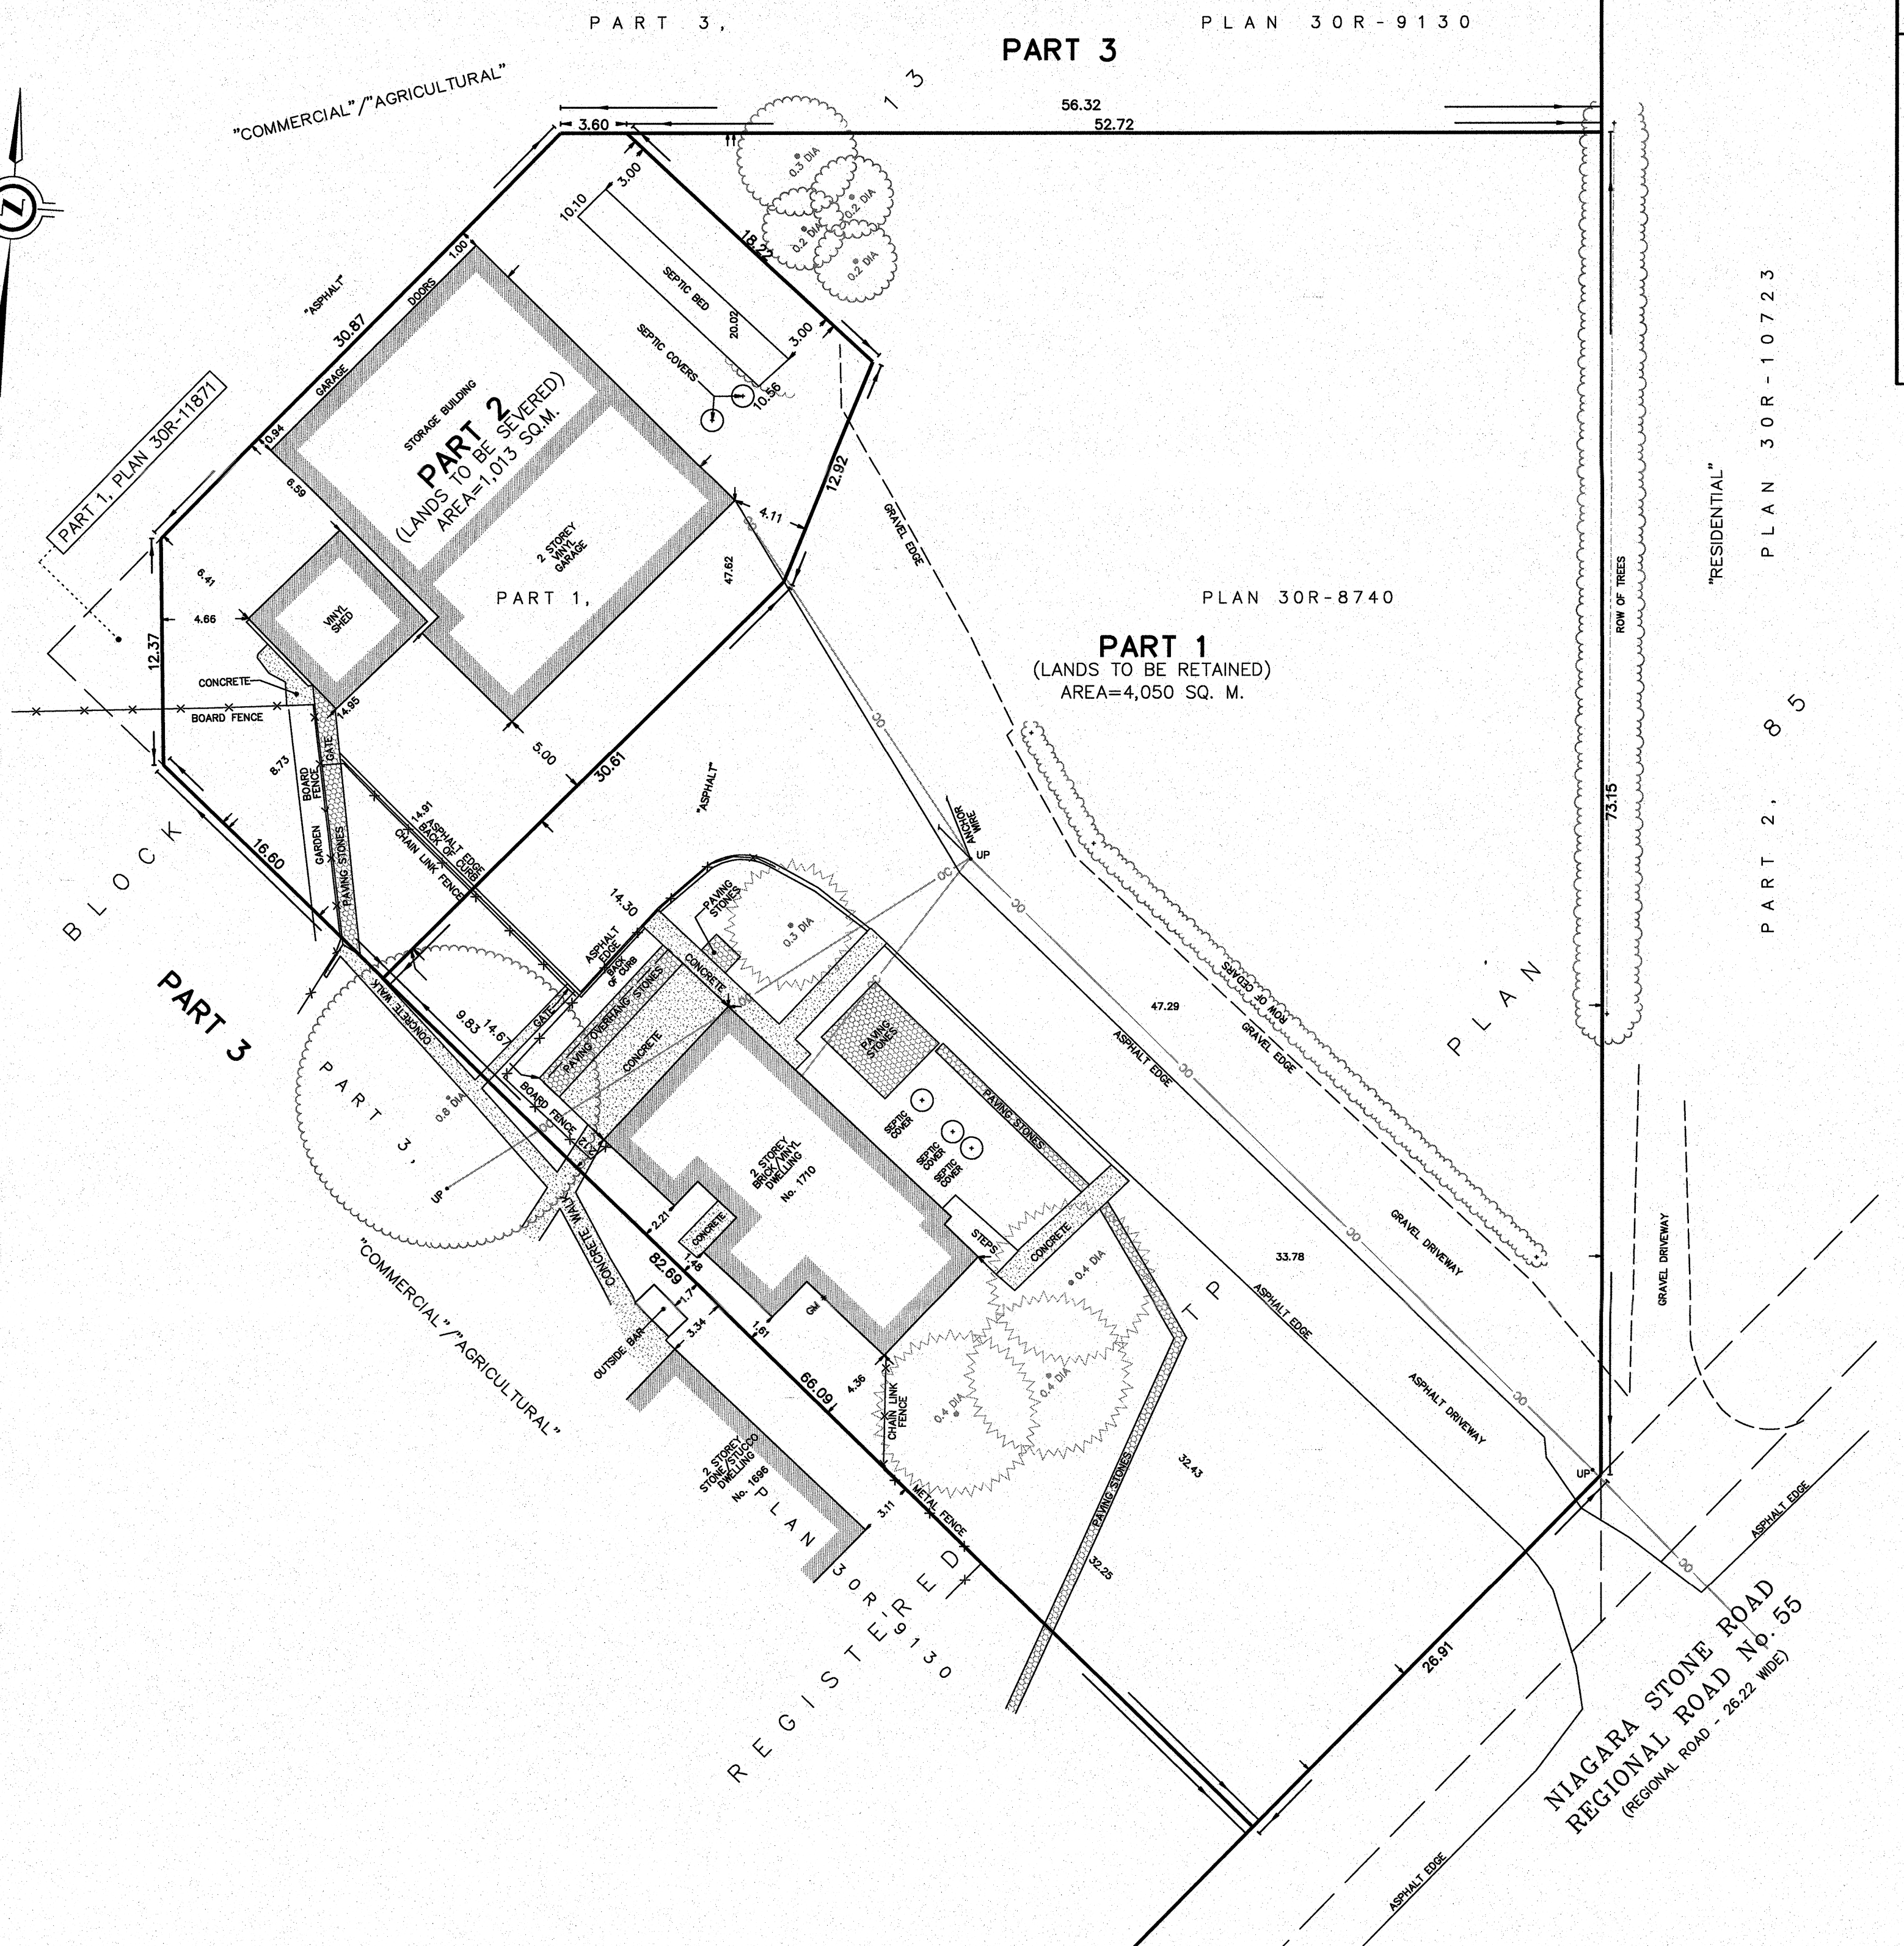 PART 3,
PLAN 30R-9130
PART 3
13
"COMMERCIAL"/"AGRICULTURAL"
56.32
3.60
52.72
Z
0.3 DIA
0.2 DIA
0.2 DIA
0.2 DIA
3.00
10.10
18.22
1.00
DOORS
"ASPHALT"
30.87
GARAGE
SEPTIC BED
20.02
SEPTIC COVERS
3.00
10.56
PART 1, PLAN 30R-11871
0.94
STORAGE BUILDING
PART 2
(LANDS TO BE SEVERED)
AREA=1,013 SQ.M.
6.59
12.92
4.11
2 STOREY
VINYL
GARAGE
47.62
GRAVEL EDGE
PART 1,
PLAN 30R-8740
PART 1
(LANDS TO BE RETAINED)
AREA=4,050 SQ. M.
"RESIDENTIAL"
PLAN 30R-10723
PART 2,
85
ROW OF TREES
73.15
6.41
4.66
12.37
VINYL
SHED
CONCRETE
14.95
BOARD FENCE
GATE
8.73
BOARD
FENCE
GARDEN
PAVING STONES
14.91
ASPHALT EDGE
BACK OF CURB
CHAIN LINK FENCE
5.00
30.61
"ASPHALT"
BLOCK
16.60
PART 3
ANCHOR
WIRE
UP
OC
OC
OC
OC
OC
OC
OC
OC
14.30
PAVING
STONES
0.3 DIA
ASPHALT
EDGE
BACK
OF CURB
CONCRETE
PAVING OVERHANG STONES
CONCRETE
GATE
CONCRETE WALK
9.83
14.67
BOARD FENCE
2.12
PART 3,
0.8 DIA
UP
PAVING
STONES
47.29
ROW OF CEDARS
GRAVEL EDGE
ASPHALT EDGE
PLAN
PAVING STONES
SEPTIC
COVER
SEPTIC
COVER
SEPTIC
COVER
2 STOREY
BRICK/VINYL
DWELLING
No. 1710
CONCRETE
2.21
1.48
82.69
1.7
3.34
1.61
GM
STEPS
CONCRETE
0.4 DIA
33.78
TP
GRAVEL DRIVEWAY
GRAVEL DRIVEWAY
ASPHALT EDGE
ASPHALT DRIVEWAY
CONCRETE WALK
"COMMERCIAL"/"AGRICULTURAL"
OUTSIDE BAR
66.09
4.36
CHAIN LINK
FENCE
0.4 DIA
0.4 DIA
2 STOREY
STONE/STUCCO
DWELLING
No. 1696
PLAN 30R-9130
3.11
METAL FENCE
PAVING STONES
32.43
32.25
REGISTERED
UP
ASPHALT EDGE
26.91
NIAGARA STONE ROAD
REGIONAL ROAD No. 55
(REGIONAL ROAD - 26.22 WIDE)
ASPHALT EDGE